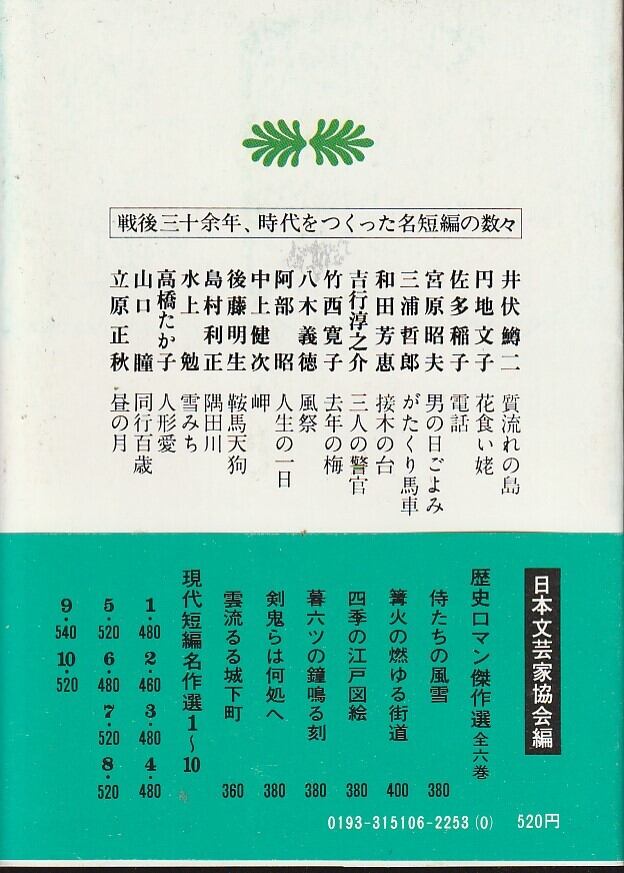 戦後三十余年、時代をつくった名短編の数々
井伏鱒二 質流れの島
円地文子 花食い姥
佐多稲子 電話
宮原昭夫 男の日ごよみ
三浦哲郎 がたくり馬車
和田芳恵 接木の台
吉行淳之介 三人の警官
竹西寛子 去年の梅
八木義徳 風祭
阿部昭 人生の一日
中上健次 岬
後藤明生 鞍馬天狗
島村利正 隅田川
水上勉 雪みち
高橋たか子 人形愛
山口瞳 同行百歳
立原正秋 昼の月
日本文芸家協会編
歴史ロマン傑作選 全六巻
侍たちの風雪 380
篝火の燃ゆる街道 400
四季の江戸図絵 380
暮六ツの鐘鳴る刻 380
剣鬼らは何処へ 380
雲流るる城下町 360
現代短編名作選1〜10
1・480 2・460 3・480 4・480
5・520 6・480 7・520 8・520
9・540 10・520
0193-315106-2253(0) 520円